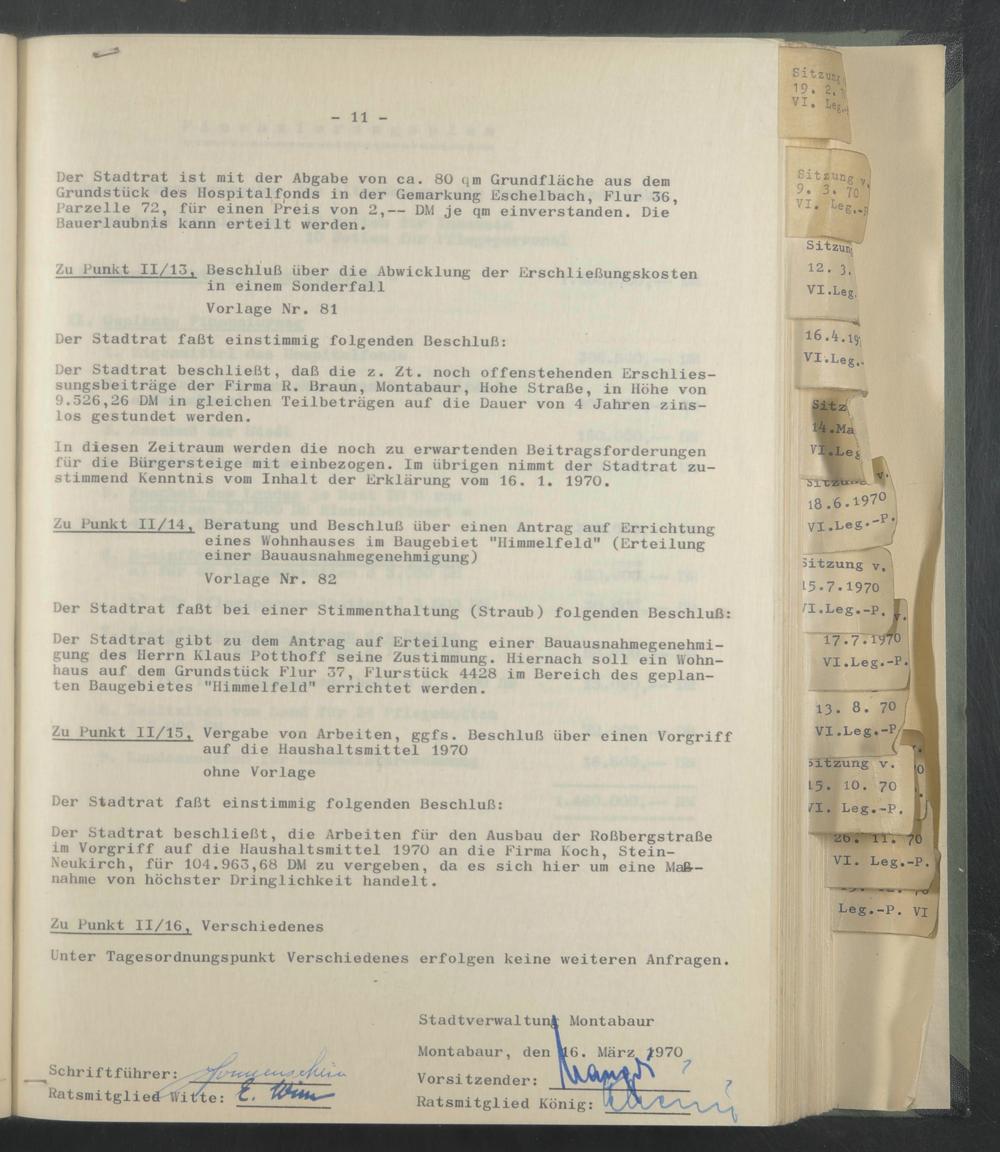 - 11 -
Der Stadtrat ist mit der Abgabe von ca. 80 qm Grundfläche aus dem
Grundstück des Hospitalfonds in der Gemarkung Eschelbach, Flur 36,
Parzelle 72, für einen Preis von 2,-- DM je qm einverstanden. Die
Bauerlaubnis kann erteilt werden.
Zu Punkt II/13, Beschluß über die Abwicklung der Erschließungskosten
in einem Sonderfall
Vorlage Nr. 81
Der Stadtrat faßt einstimmig folgenden Beschluß:
Der Stadtrat beschließt, daß die z. Zt. noch offenstehenden Erschlies-
sungsbeiträge der Firma R. Braun, Montabaur, Hohe Straße, in Höhe von
9.526,26 DM in gleichen Teilbeträgen auf die Dauer von 4 Jahren zins-
los gestundet werden.
In diesen Zeitraum werden die noch zu erwartenden Beitragsforderungen
für die Bürgersteige mit einbezogen. Im übrigen nimmt der Stadtrat zu-
stimmend Kenntnis vom Inhalt der Erklärung vom 16. 1. 1970.
Zu Punkt II/14, Beratung und Beschluß über einen Antrag auf Errichtung
eines Wohnhauses im Baugebiet "Himmelfeld" (Erteilung
einer Bauausnahmegenehmigung)
Vorlage Nr. 82
Der Stadtrat faßt bei einer Stimmenthaltung (Straub) folgenden Beschluß:
Der Stadtrat gibt zu dem Antrag auf Erteilung einer Bauausnahmegenehmi-
gung des Herrn Klaus Potthoff seine Zustimmung. Hiernach soll ein Wohn-
haus auf dem Grundstück Flur 37, Flurstück 4428 im Bereich des geplan-
ten Baugebietes "Himmelfeld" errichtet werden.
Zu Punkt II/15, Vergabe von Arbeiten, ggfs. Beschluß über einen Vorgriff
auf die Haushaltsmittel 1970
ohne Vorlage
Der Stadtrat faßt einstimmig folgenden Beschluß:
Der Stadtrat beschließt, die Arbeiten für den Ausbau der Roßbergstraße
im Vorgriff auf die Haushaltsmittel 1970 an die Firma Koch, Stein-
Neukirch, für 104.963,68 DM zu vergeben, da es sich hier um eine Maß-
nahme von höchster Dringlichkeit handelt.
Zu Punkt II/16, Verschiedenes
Unter Tagesordnungspunkt Verschiedenes erfolgen keine weiteren Anfragen.
Stadtverwaltung Montabaur
Montabaur, den 16. März 1970
Schriftführer:
Vorsitzender:
Ratsmitglied Witte:
Ratsmitglied König:
Sitzung
19. 2.
VI. Leg.
Sitzung v.
9. 3. 70
VI. Leg.-P
Sitzung
12. 3.
VI.Leg.
16.4.19
VI.Leg.-
Sitz
14.Ma
VI.Leg
Sitzung v.
18.6.1970
VI.Leg.-P.
Sitzung v.
15.7.1970
VI.Leg.-P.
v.
17.7.1970
VI.Leg.-P.
13. 8. 70
VI.Leg.-P
Sitzung v.
15. 10. 70
VI. Leg.-P.
26. 11. 70
VI. Leg.-P.
Leg.-P. VI